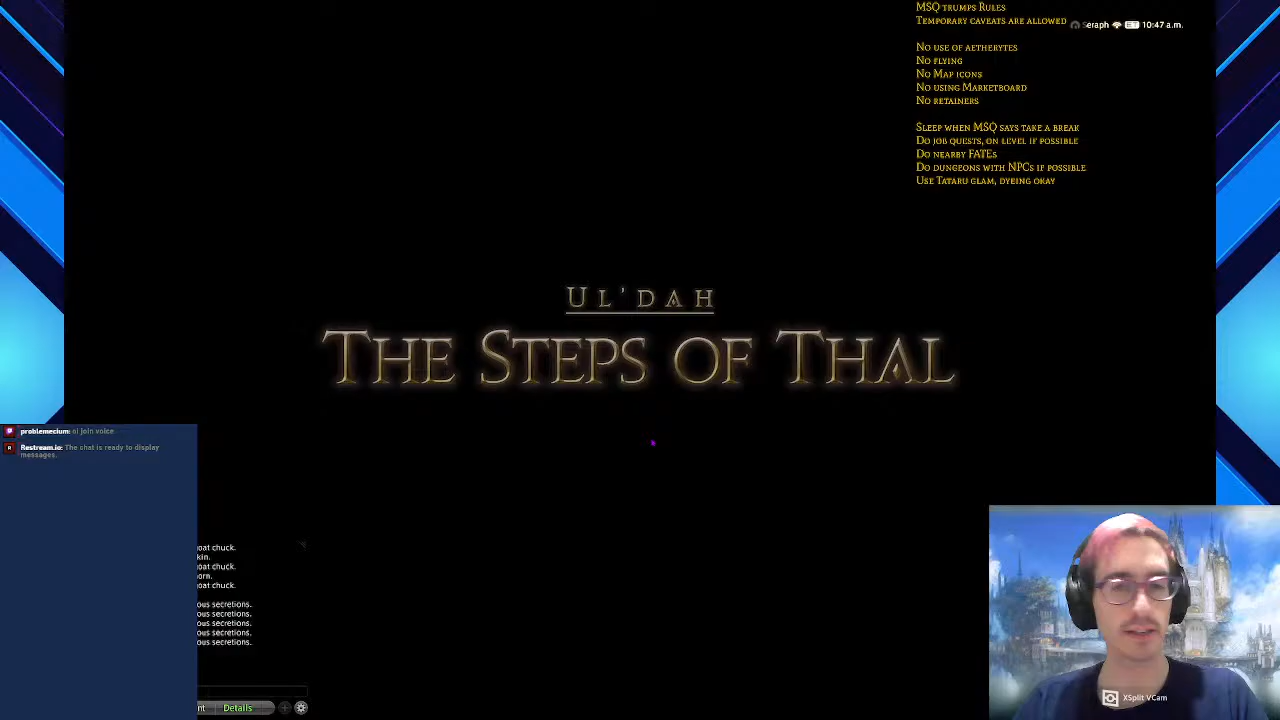 MSQ trumps Rules
Temporary caveats are allowed
Seraph ET 10:47 a.m.
No use of aetherytes
No flying
No Map icons
No using Marketboard
No retainers
Sleep when MSQ says take a break
Do job quests, on level if possible
Do nearby FATEs
Do dungeons with NPCs if possible
Use Tataru glam, dyeing okay
Ul'dah
The Steps of Thal
problemecium: oi join voice
Restream.io: The chat is ready to display
messages.
oat chuck.
kin.
oat chuck.
orn.
oat chuck.
ous secretions.
ous secretions.
ous secretions.
ous secretions.
ous secretions.
nt Details
XSplit VCam